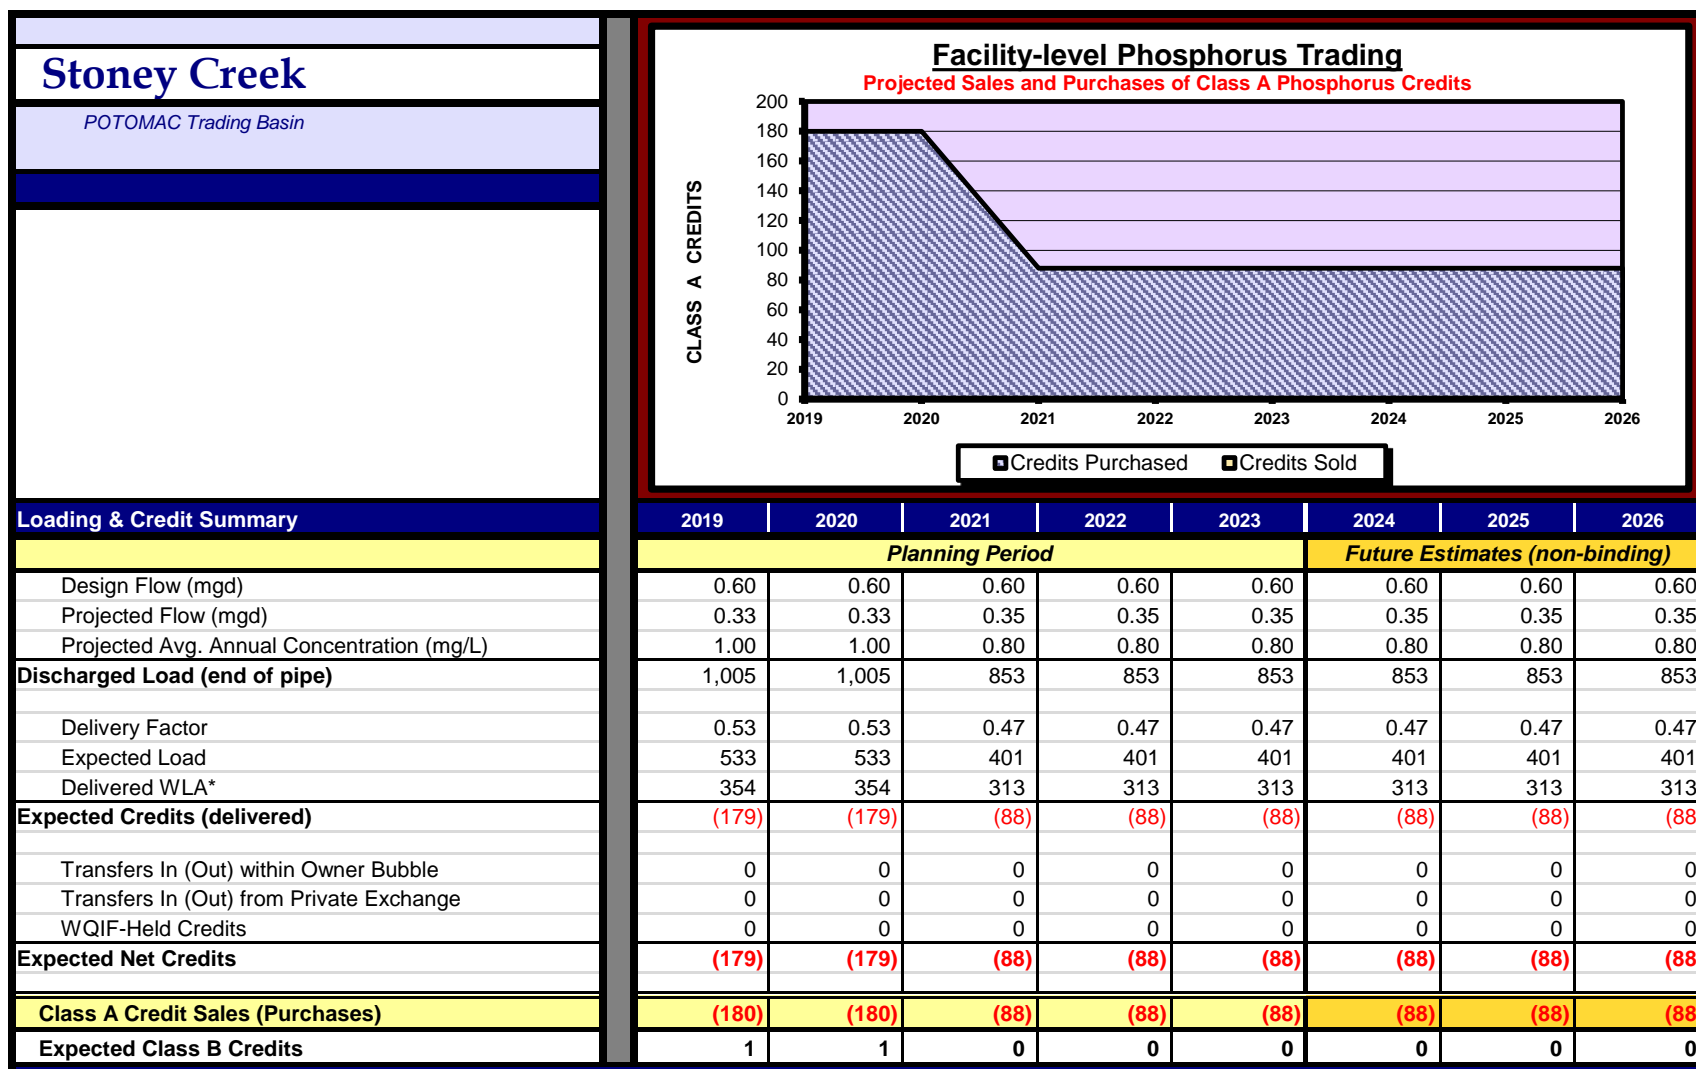 Stoney Creek
POTOMAC Trading Basin
Facility-level Phosphorus Trading
Projected Sales and Purchases of Class A Phosphorus Credits
CLASS A CREDITS
200
180
160
140
120
100
80
60
40
20
0
2019 2020 2021 2022 2023 2024 2025 2026
Credits Purchased Credits Sold
Loading & Credit Summary 2019 2020 2021 2022 2023 2024 2025 2026
Planning Period Future Estimates (non-binding)
Design Flow (mgd) 0.60 0.60 0.60 0.60 0.60 0.60 0.60 0.60
Projected Flow (mgd) 0.33 0.33 0.35 0.35 0.35 0.35 0.35 0.35
Projected Avg. Annual Concentration (mg/L) 1.00 1.00 0.80 0.80 0.80 0.80 0.80 0.80
Discharged Load (end of pipe) 1,005 1,005 853 853 853 853 853 853
Delivery Factor 0.53 0.53 0.47 0.47 0.47 0.47 0.47 0.47
Expected Load 533 533 401 401 401 401 401 401
Delivered WLA* 354 354 313 313 313 313 313 313
Expected Credits (delivered) (179) (179) (88) (88) (88) (88) (88) (88
Transfers In (Out) within Owner Bubble 0 0 0 0 0 0 0 0
Transfers In (Out) from Private Exchange 0 0 0 0 0 0 0 0
WQIF-Held Credits 0 0 0 0 0 0 0 0
Expected Net Credits (179) (179) (88) (88) (88) (88) (88) (88
Class A Credit Sales (Purchases) (180) (180) (88) (88) (88) (88) (88) (88
Expected Class B Credits 1 1 0 0 0 0 0 0